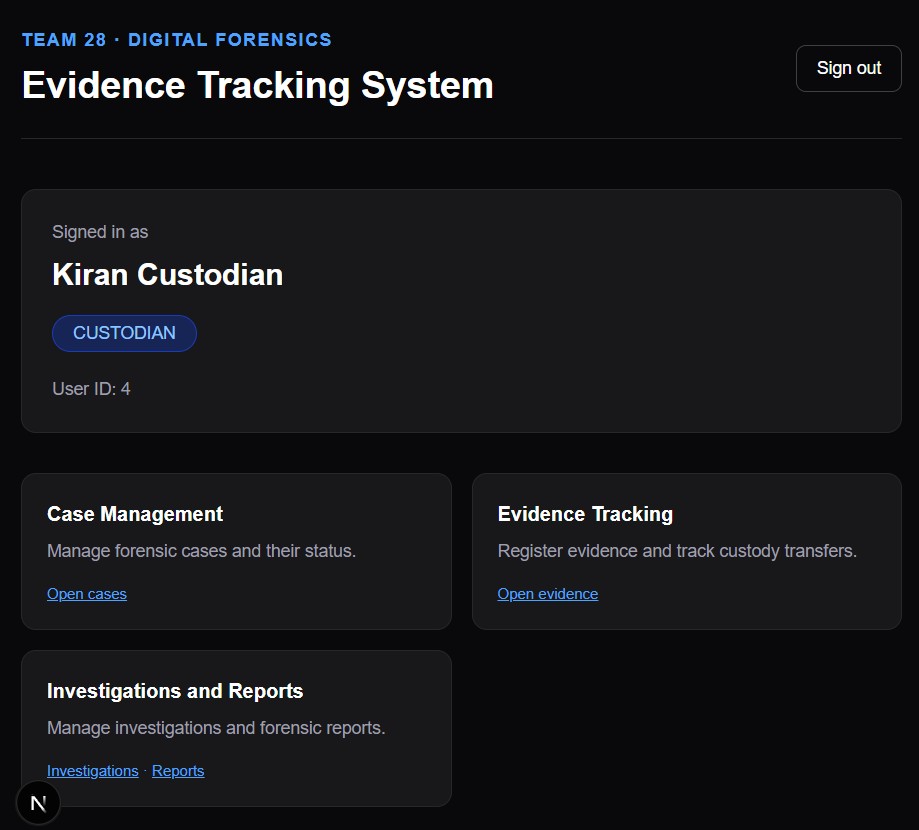 TEAM 28 · DIGITAL FORENSICS
Evidence Tracking System
Sign out
Signed in as
Kiran Custodian
CUSTODIAN
User ID: 4
Case Management
Manage forensic cases and their status.
Open cases
Evidence Tracking
Register evidence and track custody transfers.
Open evidence
Investigations and Reports
Manage investigations and forensic reports.
Investigations · Reports
N